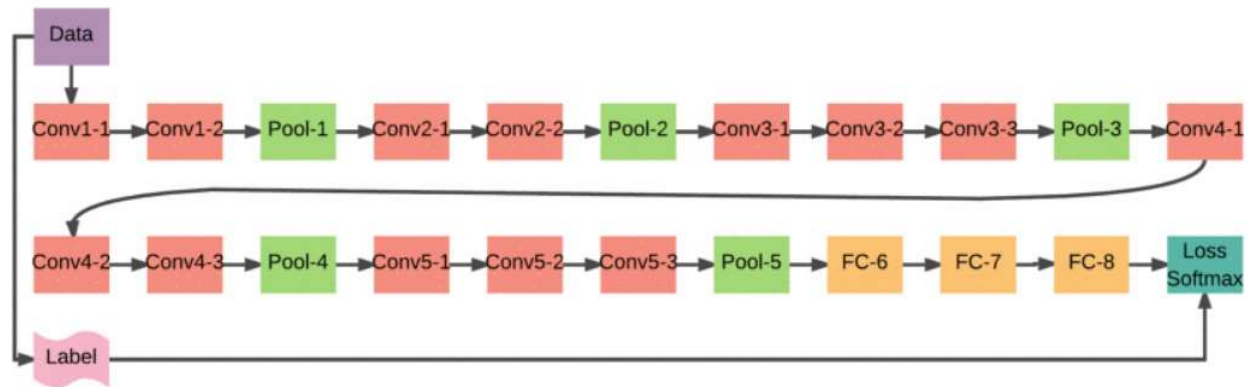 Data
Conv1-1 Conv1-2 Pool-1 Conv2-1 Conv2-2 Pool-2 Conv3-1 Conv3-2 Conv3-3 Pool-3 Conv4-1
Conv4-2 Conv4-3 Pool-4 Conv5-1 Conv5-2 Conv5-3 Pool-5 FC-6 FC-7 FC-8 Loss
Softmax
Label